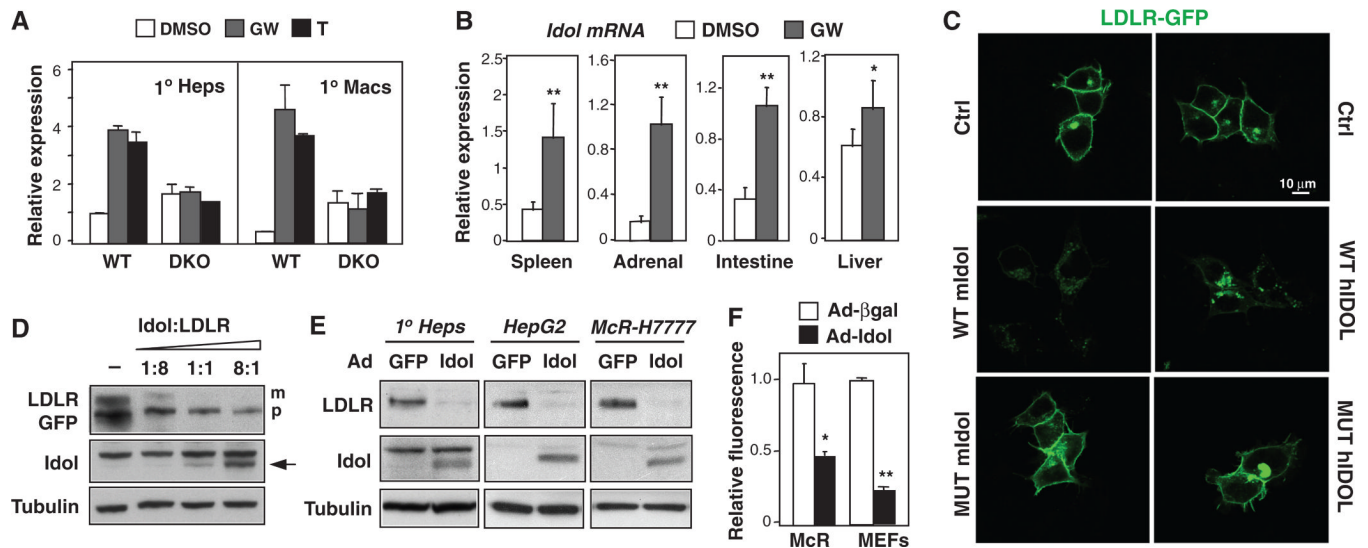 A
DMSO GW T
Relative expression
6
4
2
0
1º Heps
1º Macs
WT DKO WT DKO
B
Idol mRNA DMSO GW
2.5
2
1.5
1
0.5
0
**
Spleen
1.6
1.2
0.8
0.4
0
**
Adrenal
1.2
0.8
0.4
0
**
Intestine
1.2
0.8
0.4
0
*
Liver
C
LDLR-GFP
Ctrl
Ctrl
10 µm
WT mIdol
WT hIDOL
MUT mIdol
MUT hIDOL
D
Idol:LDLR
– 1:8 1:1 8:1
LDLR
GFP
m
p
Idol
Tubulin
E
1º Heps HepG2 McR-H7777
Ad GFP Idol GFP Idol GFP Idol
LDLR
Idol
Tubulin
F
Ad-βgal
Ad-Idol
Relative fluorescence
1.0
0.5
0
*
**
McR MEFs